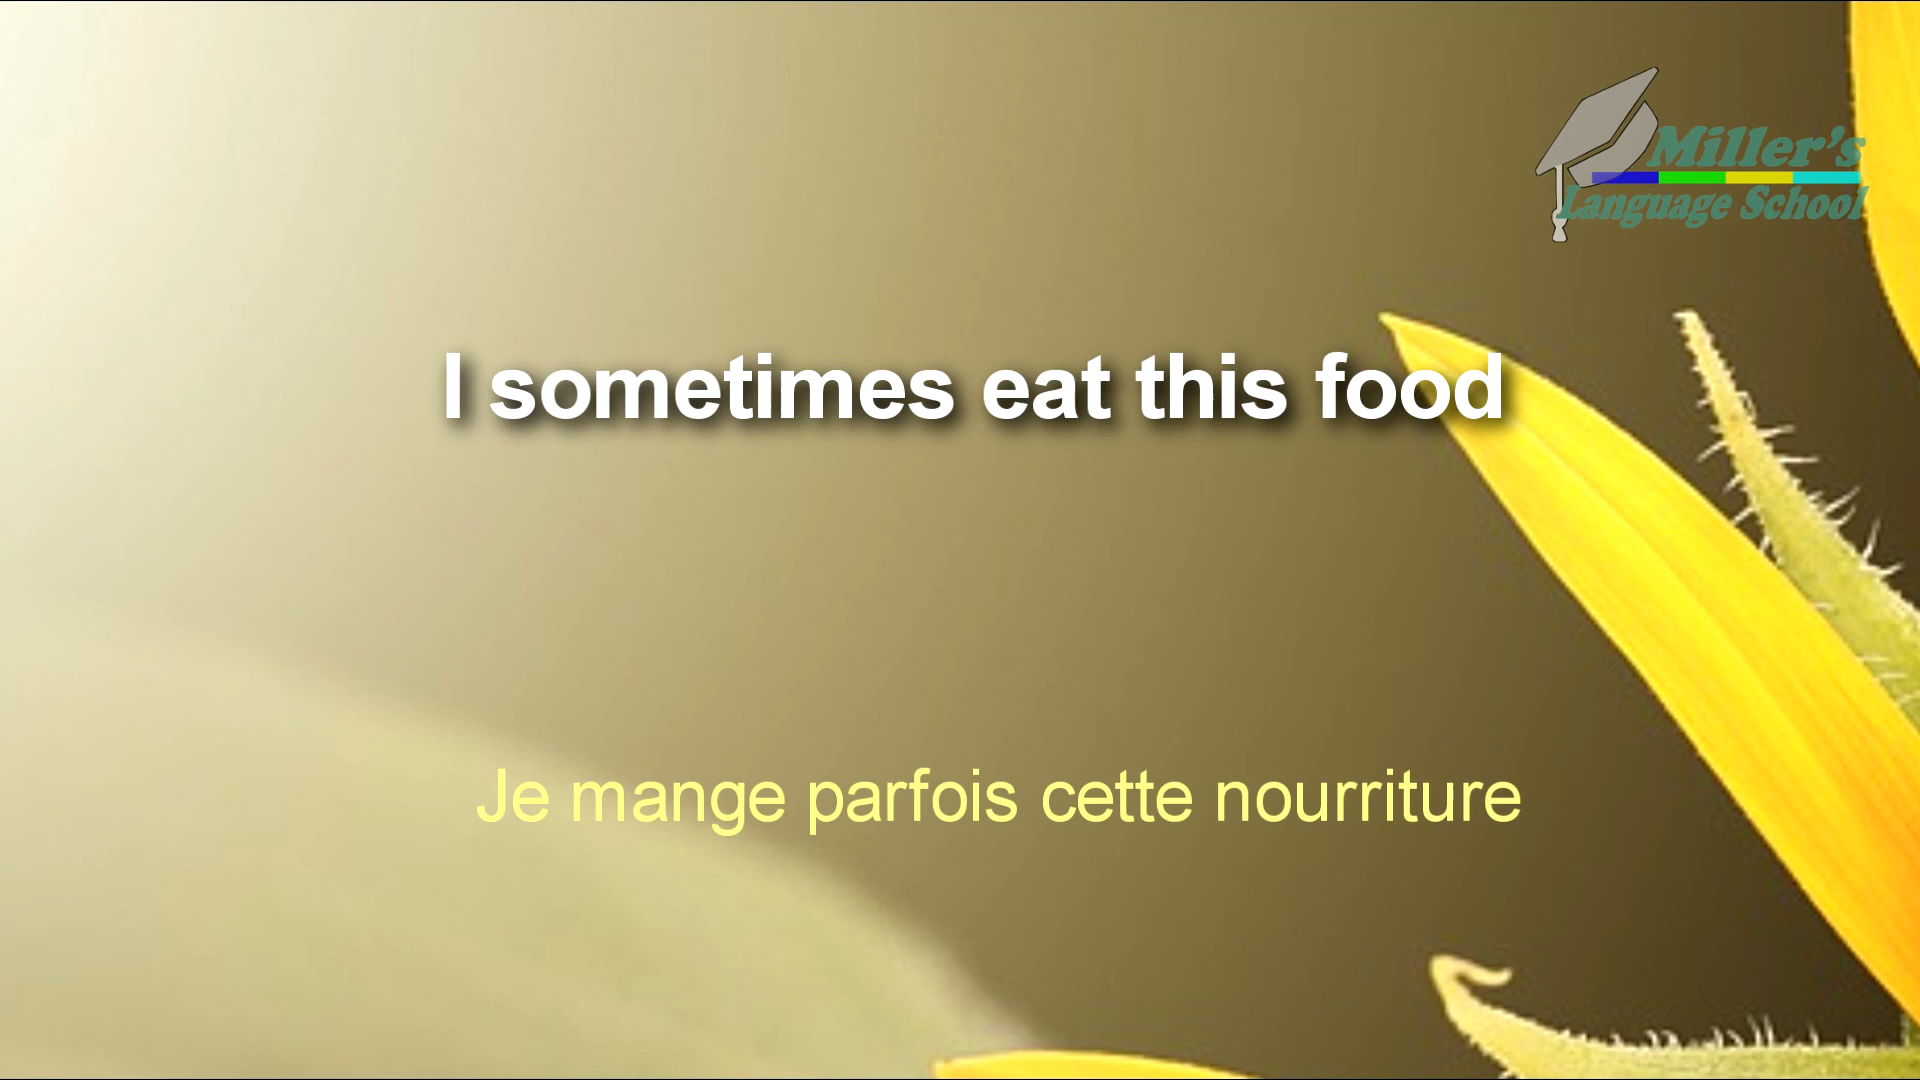 Miller's
Language School
I sometimes eat this food
Je mange parfois cette nourriture